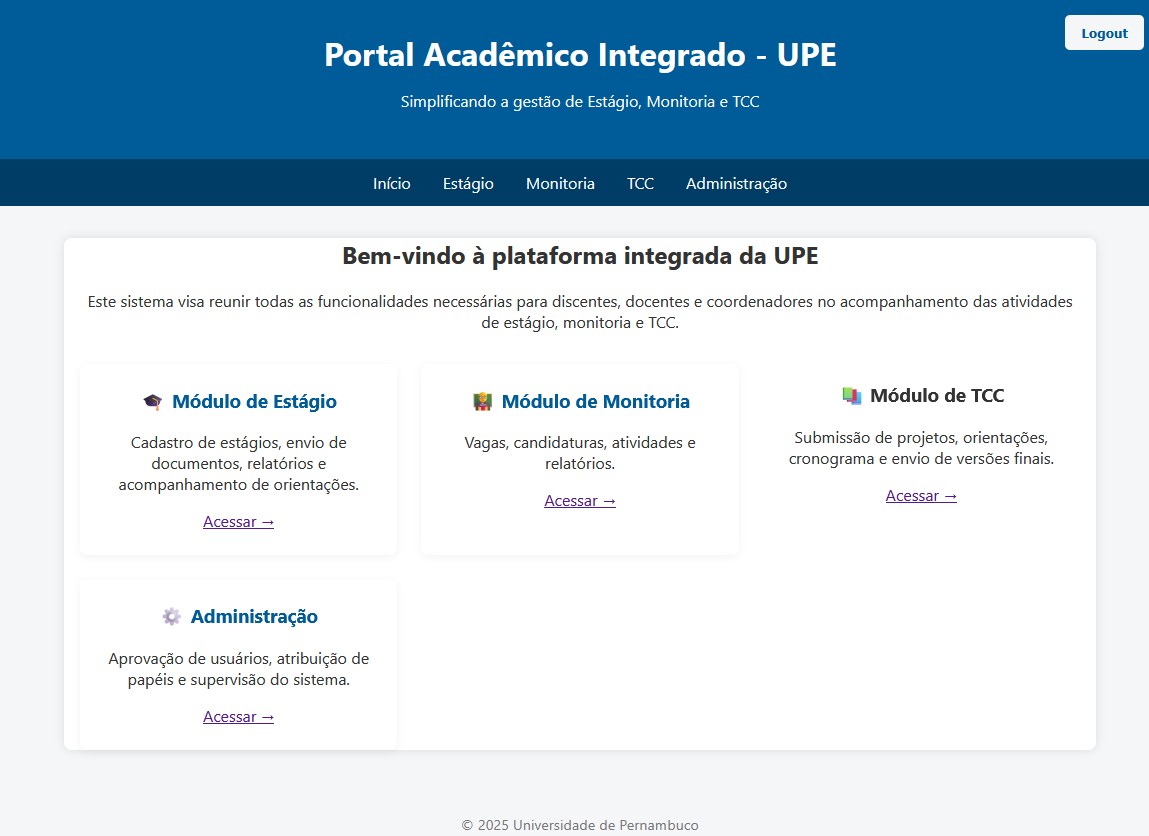 Logout
Portal Acadêmico Integrado - UPE
Simplificando a gestão de Estágio, Monitoria e TCC
Início Estágio Monitoria TCC Administração
Bem-vindo à plataforma integrada da UPE
Este sistema visa reunir todas as funcionalidades necessárias para discentes, docentes e coordenadores no acompanhamento das atividades
de estágio, monitoria e TCC.
🎓 Módulo de Estágio
Cadastro de estágios, envio de
documentos, relatórios e
acompanhamento de orientações.
Acessar →
👩‍🏫 Módulo de Monitoria
Vagas, candidaturas, atividades e
relatórios.
Acessar →
📚 Módulo de TCC
Submissão de projetos, orientações,
cronograma e envio de versões finais.
Acessar →
⚙️ Administração
Aprovação de usuários, atribuição de
papéis e supervisão do sistema.
Acessar →
© 2025 Universidade de Pernambuco